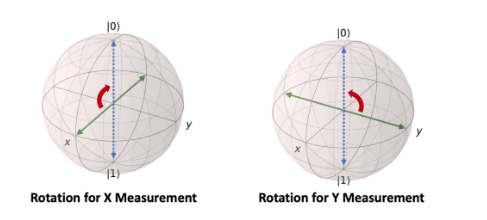 |0⟩
x
y
|1⟩
Rotation for X Measurement
|0⟩
x
y
|1⟩
Rotation for Y Measurement